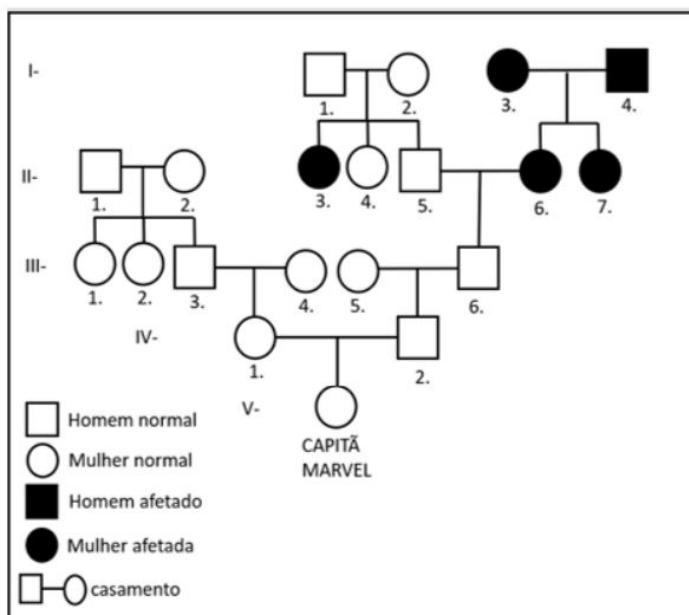 I-
1. 2. 3. 4.
II-
1. 2. 3. 4. 5. 6. 7.
III-
1. 2. 3. 4. 5. 6.
IV-
1. 2.
V-
CAPITÃ
MARVEL
Homem normal
Mulher normal
Homem afetado
Mulher afetada
casamento